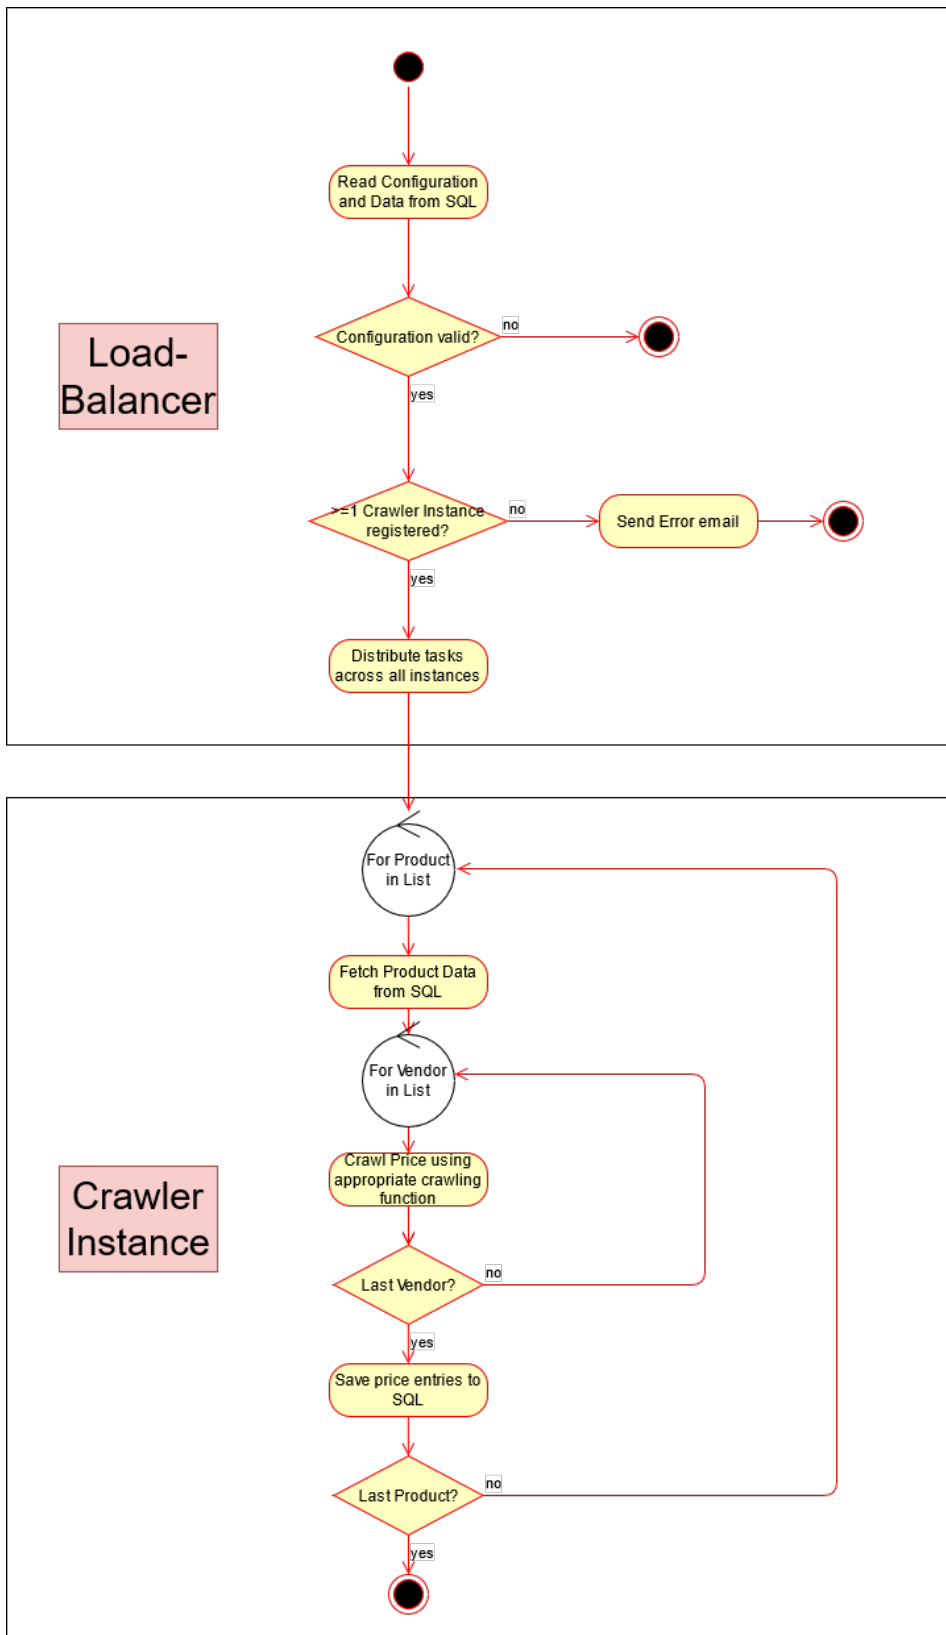 Read Configuration
and Data from SQL
Configuration valid?
no
yes
Load-
Balancer
>=1 Crawler Instance
registered?
no
Send Error email
yes
Distribute tasks
across all instances
For Product
in List
Fetch Product Data
from SQL
For Vendor
in List
Crawl Price using
appropriate crawling
function
Crawler
Instance
Last Vendor?
no
yes
Save price entries to
SQL
Last Product?
no
yes